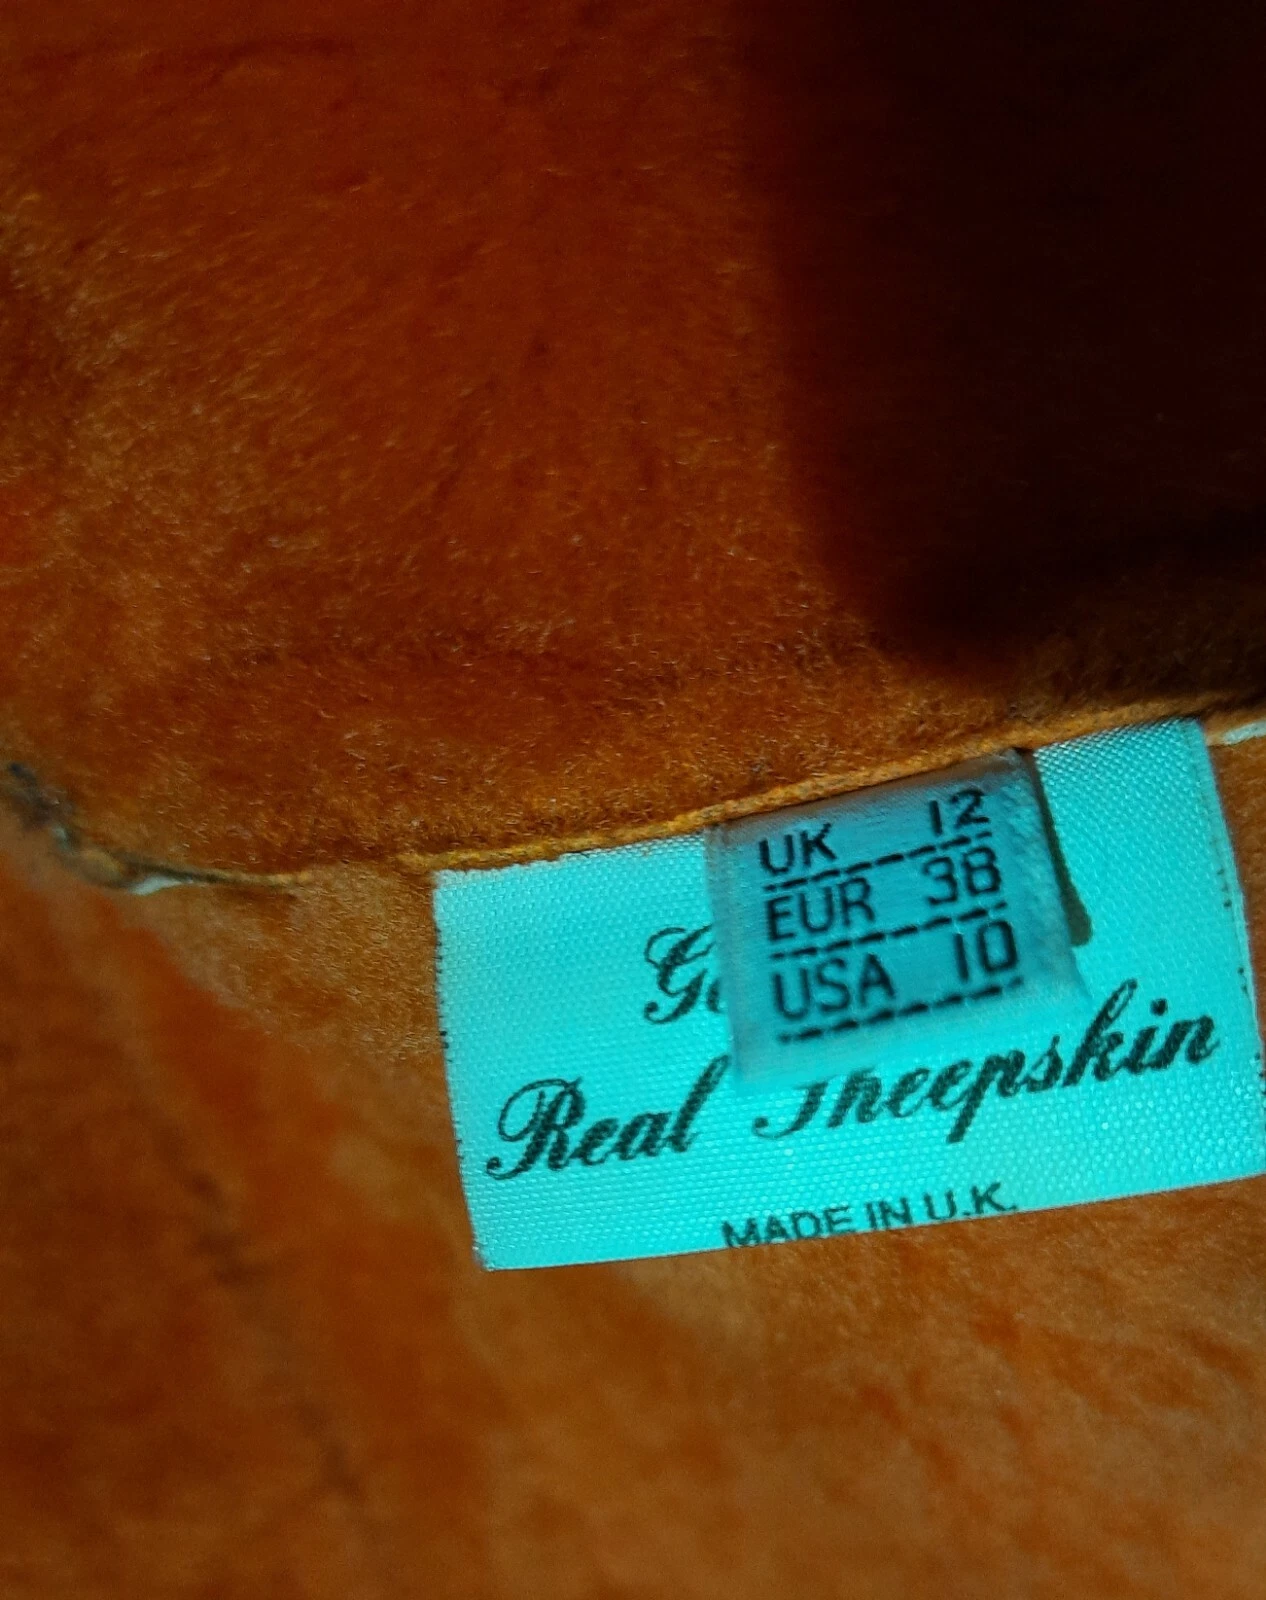 UK 12
EUR 38
USA 10
Real Sheepskin
MADE IN U.K.